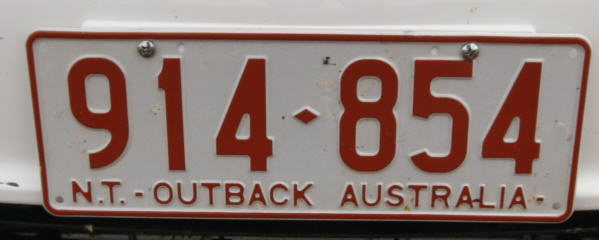 914·854
N.T. - OUTBACK AUSTRALIA -